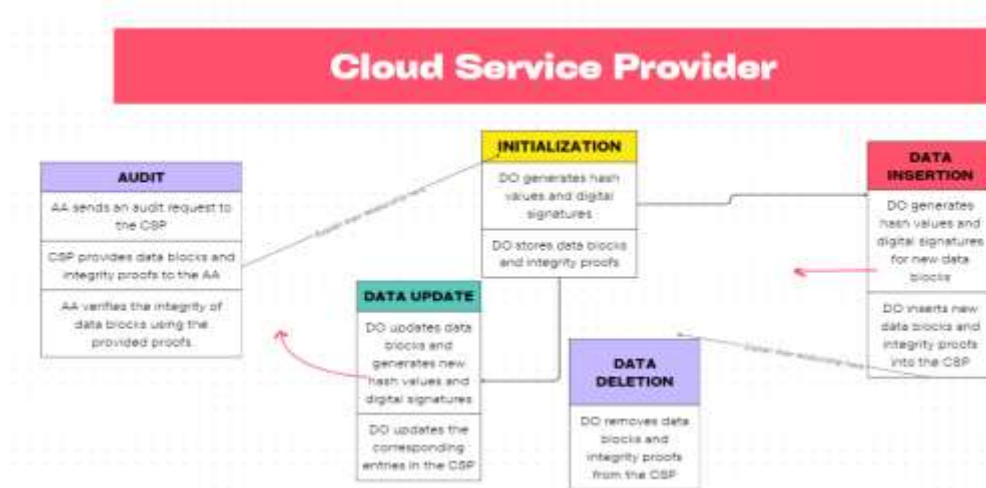 Cloud Service Provider
AUDIT
AA sends an audit request to
the CSP
CSP provides data blocks and
integrity proofs to the AA
AA verifies the integrity of
data blocks using the
provided proofs.
INITIALIZATION
DO generates hash
values and digital
signatures
DO stores data blocks
and integrity proofs
DATA UPDATE
DO updates data
blocks and
generates new
hash values and
digital signatures
DO updates the
corresponding
entries in the CSP
DATA
DELETION
DO removes data
blocks and
integrity proofs
from the CSP
DATA
INSERTION
DO generates
hash values and
digital signatures
for new data
blocks
DO inserts new
data blocks and
integrity proofs
into the CSP